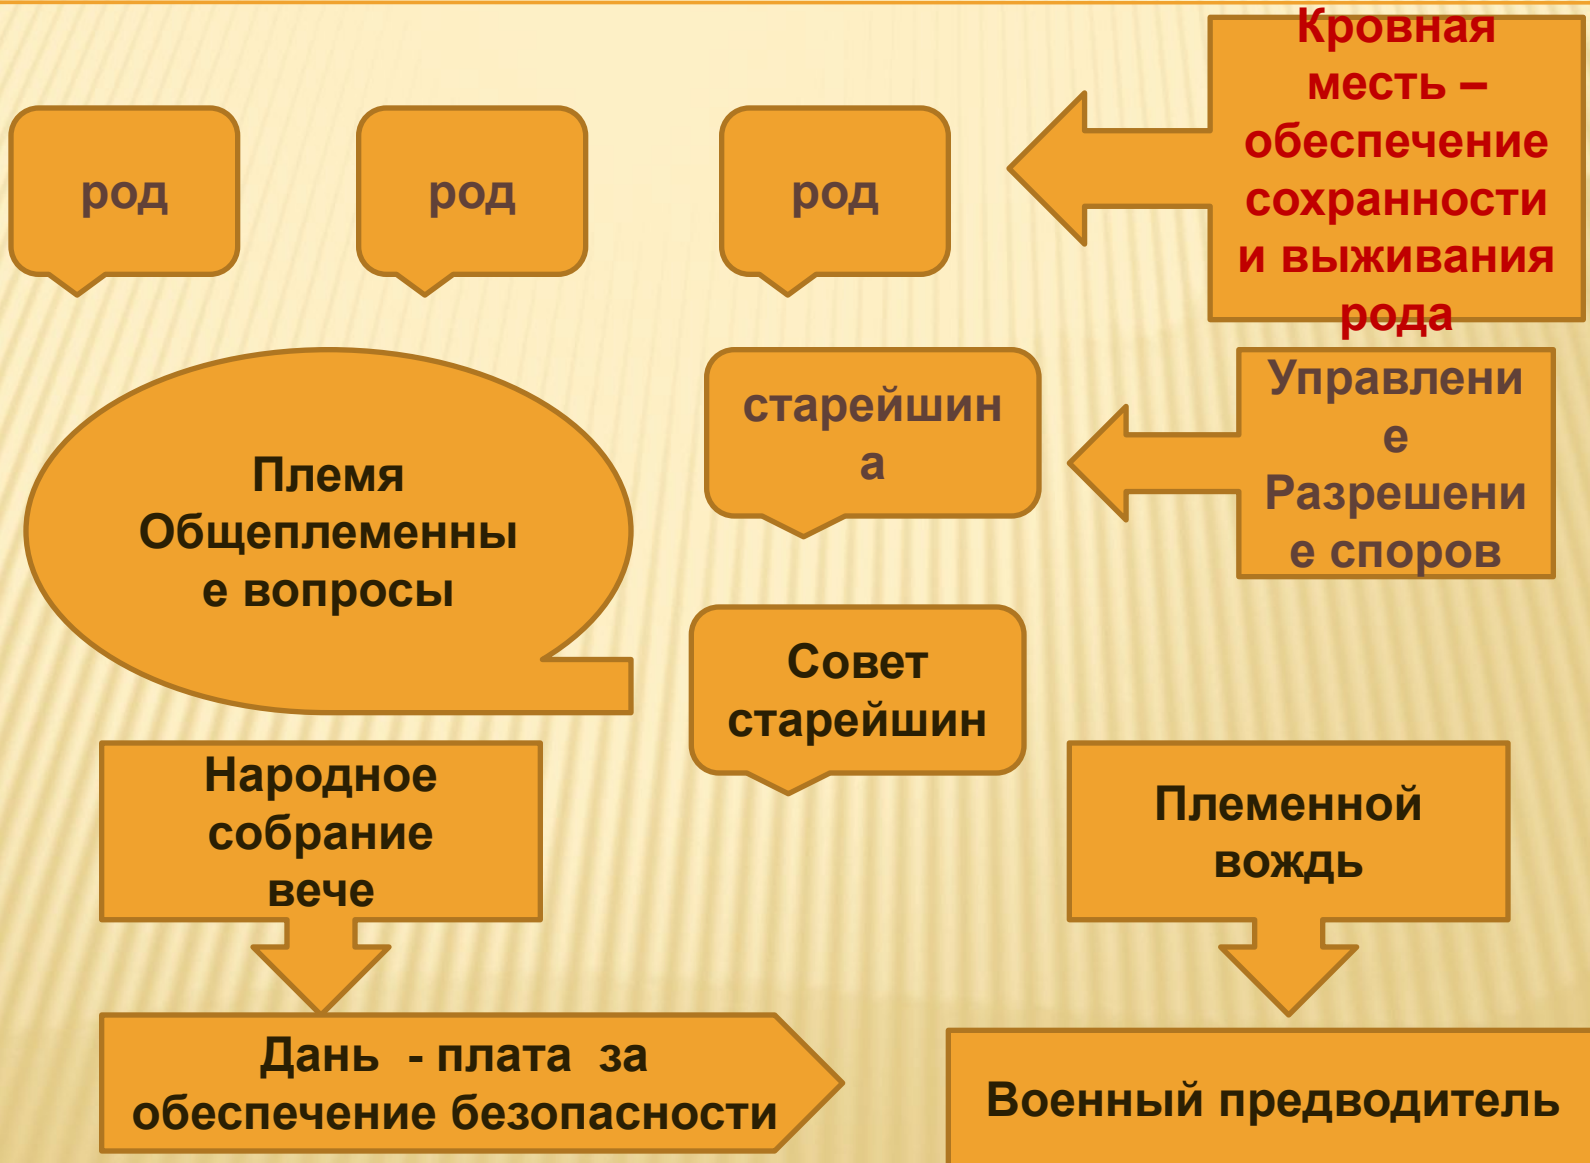 Кровная
месть –
обеспечение
сохранности
и выживания
рода
род
род
род
старейшин
а
Управлени
е
Разрешени
е споров
Племя
Общеплеменны
е вопросы
Совет
старейшин
Народное
собрание
вече
Племенной
вождь
Дань - плата за
обеспечение безопасности
Военный предводитель